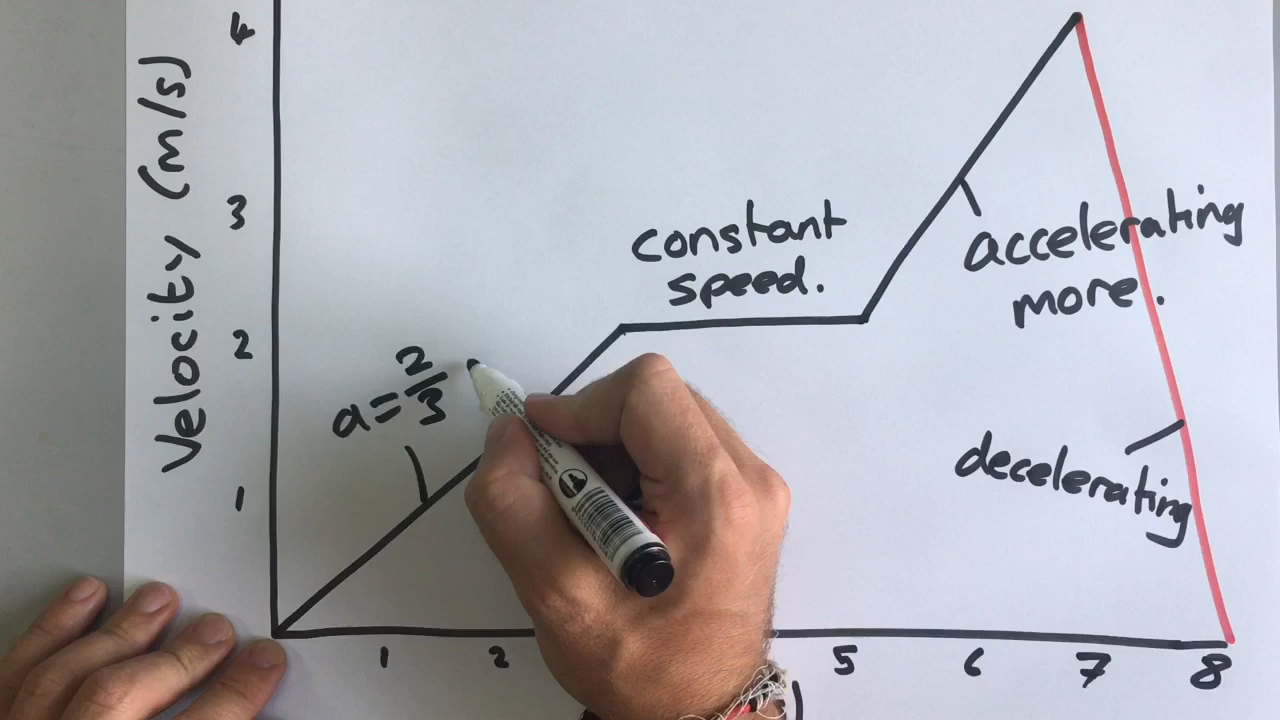 4
3
2
1
Velocity (m/s)
a=2/3
constant
speed.
accelerating
more.
decelerating
1 2 5 6 7 8